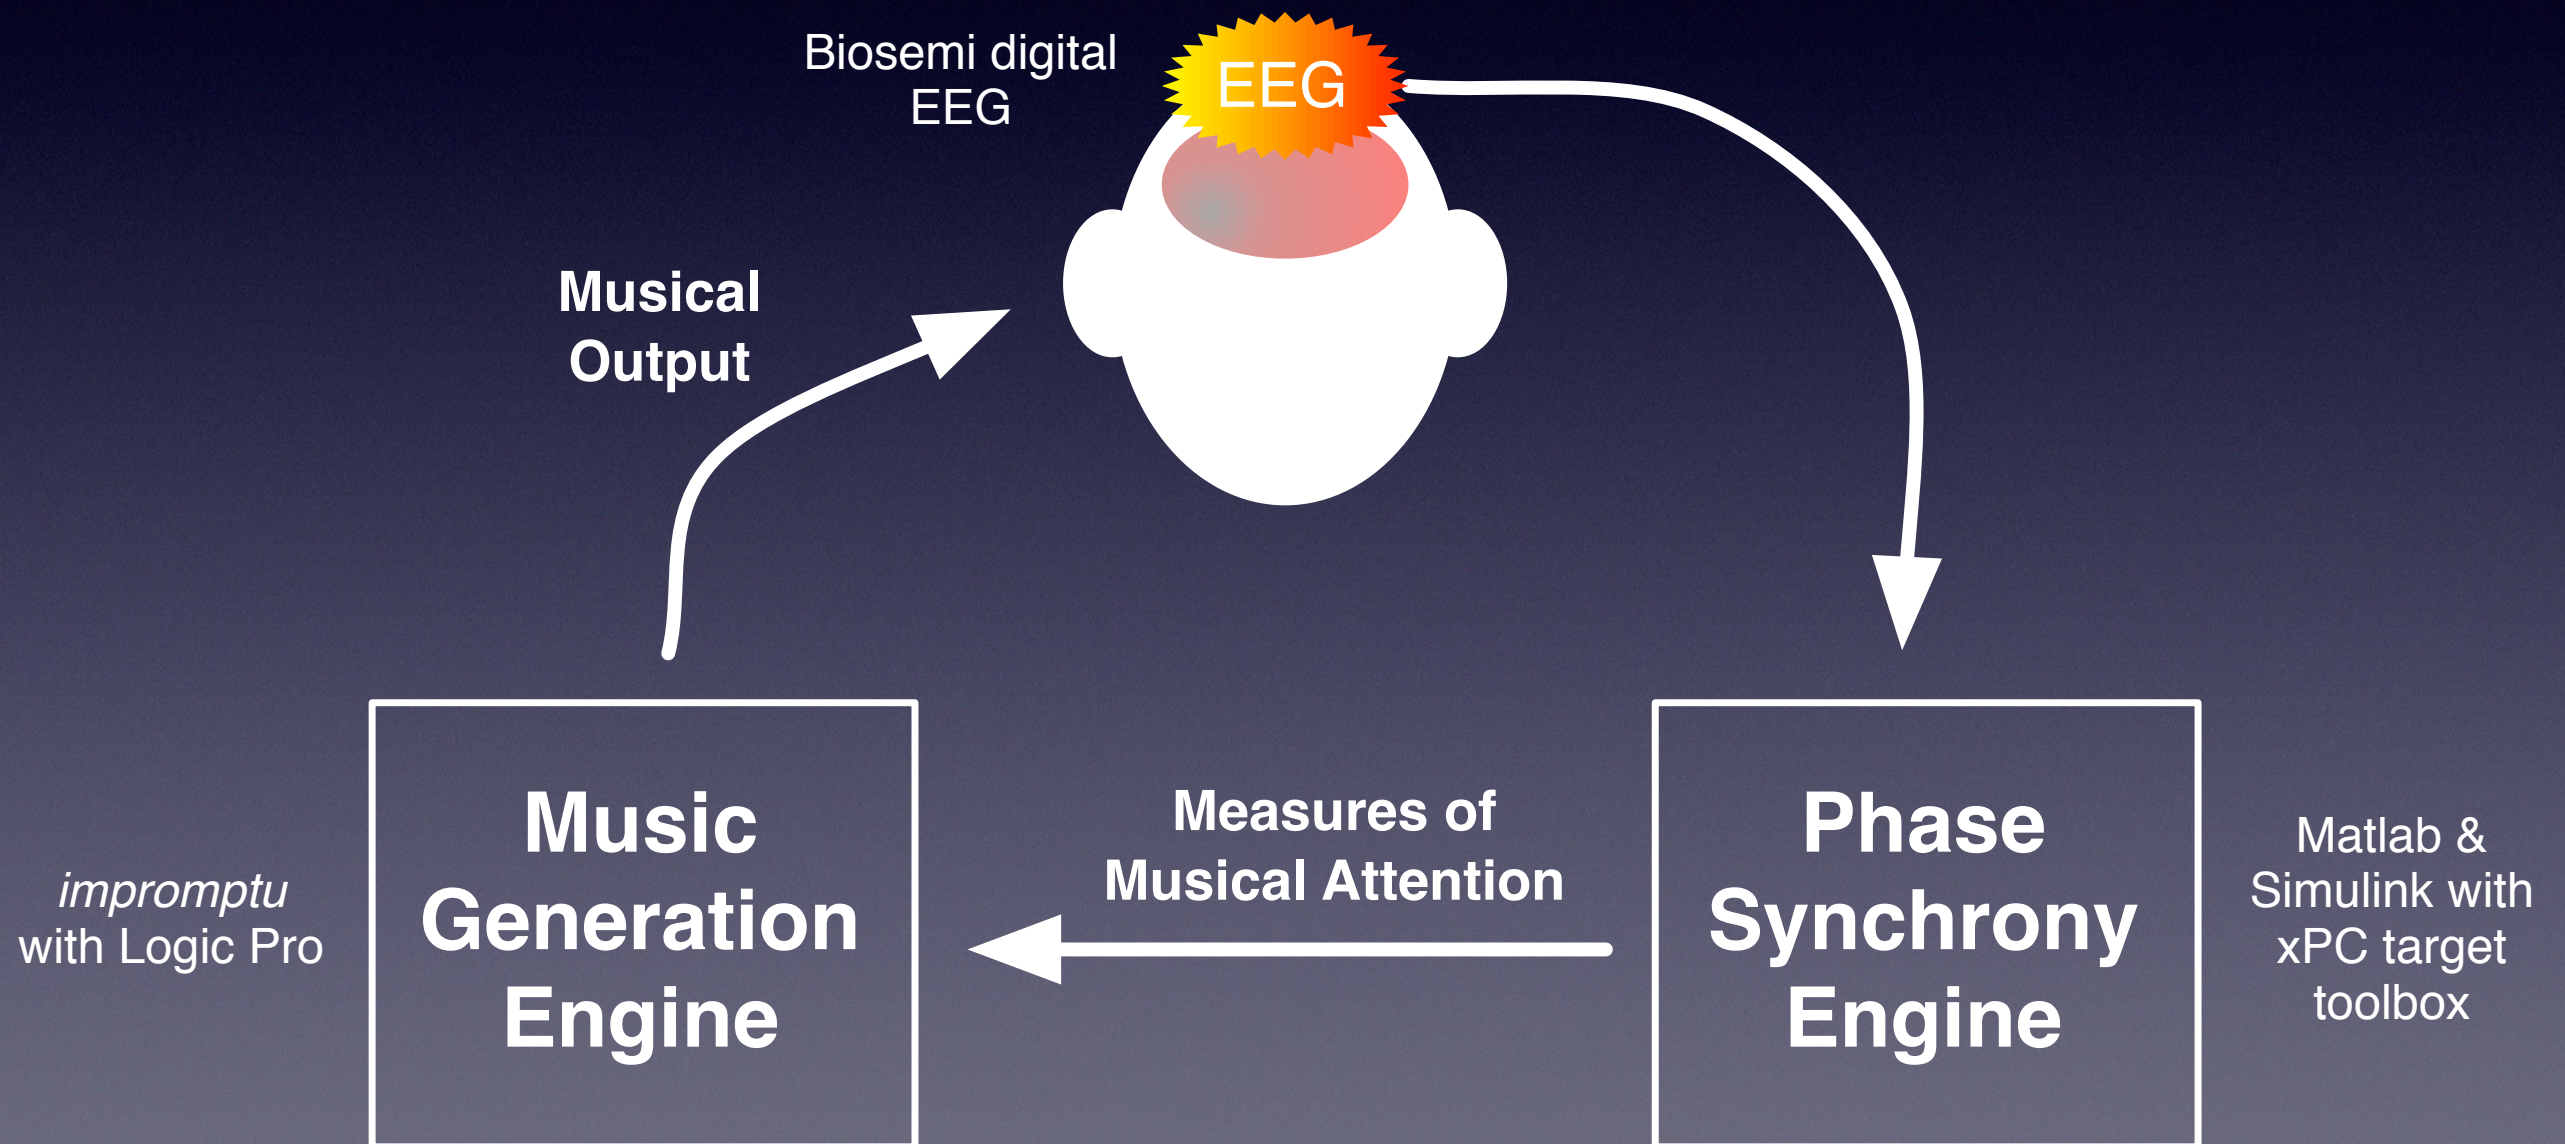 Biosemi digital
EEG
EEG
Musical
Output
Music
Generation
Engine
impromptu
with Logic Pro
Measures of
Musical Attention
Phase
Synchrony
Engine
Matlab &
Simulink with
xPC target
toolbox